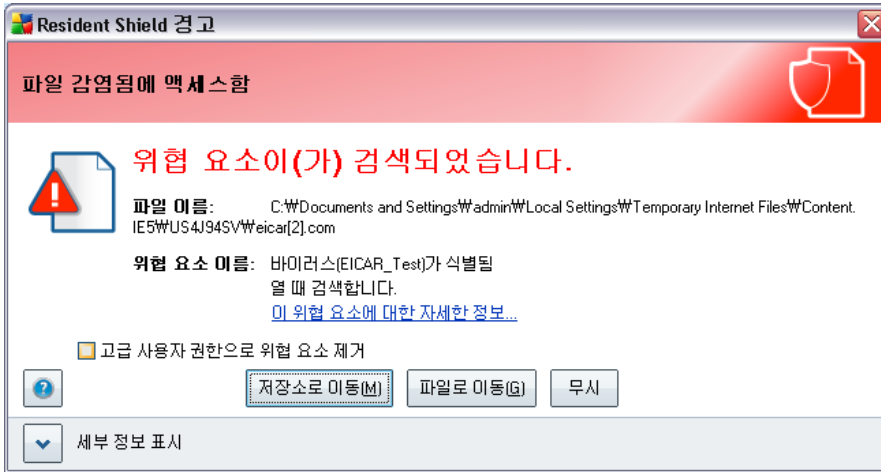 Resident Shield 경고
파일 감염됨에 액세스함
위협 요소이(가) 검색되었습니다.
파일 이름: C:₩Documents and Settings₩admin₩Local Settings₩Temporary Internet Files₩Content.
IE5₩US4J94SV₩eicar[2].com
위협 요소 이름: 바이러스(EICAR_Test)가 식별됨
열 때 검색합니다.
이 위협 요소에 대한 자세한 정보...
고급 사용자 권한으로 위협 요소 제거
저장소로 이동(M) 파일로 이동(G) 무시
세부 정보 표시